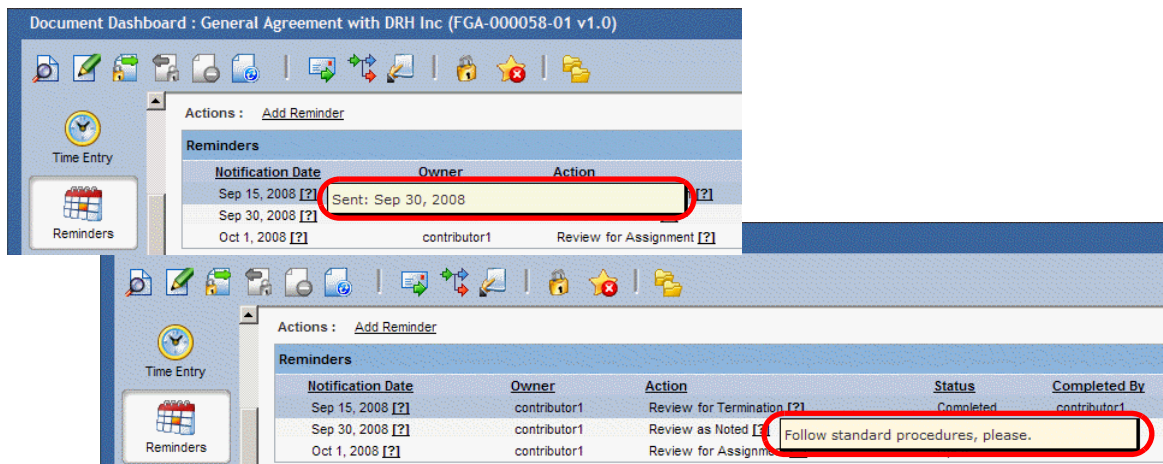 Document Dashboard : General Agreement with DRH Inc (FGA-000058-01 v1.0)
Actions : Add Reminder
Time Entry
Reminders
Reminders
Notification Date Owner Action
Sep 15, 2008 [?] [?]
Sent: Sep 30, 2008
Sep 30, 2008 [?]
Oct 1, 2008 [?] contributor1 Review for Assignment [?]
Actions : Add Reminder
Time Entry
Reminders
Reminders
Notification Date Owner Action Status Completed By
Sep 15, 2008 [?] contributor1 Review for Termination [?] Completed contributor1
Sep 30, 2008 [?] contributor1 Review as Noted [?]
Follow standard procedures, please.
Oct 1, 2008 [?] contributor1 Review for Assignment